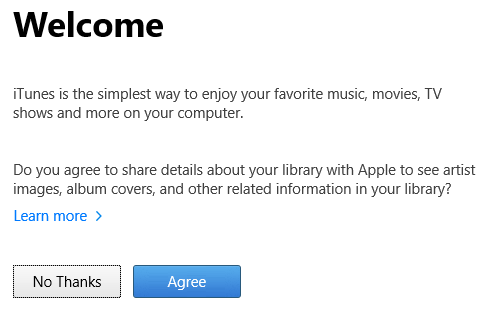 Welcome
iTunes is the simplest way to enjoy your favorite music, movies, TV
shows and more on your computer.
Do you agree to share details about your library with Apple to see artist
images, album covers, and other related information in your library?
Learn more
No Thanks
Agree